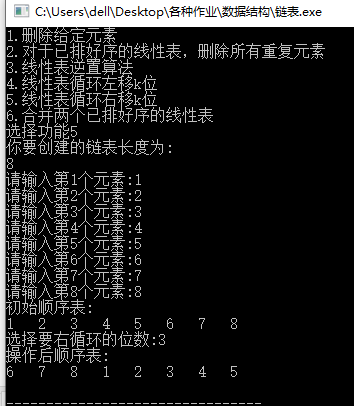 C:\Users\dell\Desktop\各种作业\数据结构\链表.exe
1.删除给定元素
2.对于已排好序的线性表，删除所有重复元素
3.线性表逆置算法
4.线性表循环左移k位
5.线性表循环右移k位
6.合并两个已排好序的线性表
选择功能5
你要创建的链表长度为:
8
请输入第1个元素:1
请输入第2个元素:2
请输入第3个元素:3
请输入第4个元素:4
请输入第5个元素:5
请输入第6个元素:6
请输入第7个元素:7
请输入第8个元素:8
初始顺序表:
1 2 3 4 5 6 7 8
选择要右循环的位数:3
操作后顺序表:
6 7 8 1 2 3 4 5
--------------------------------